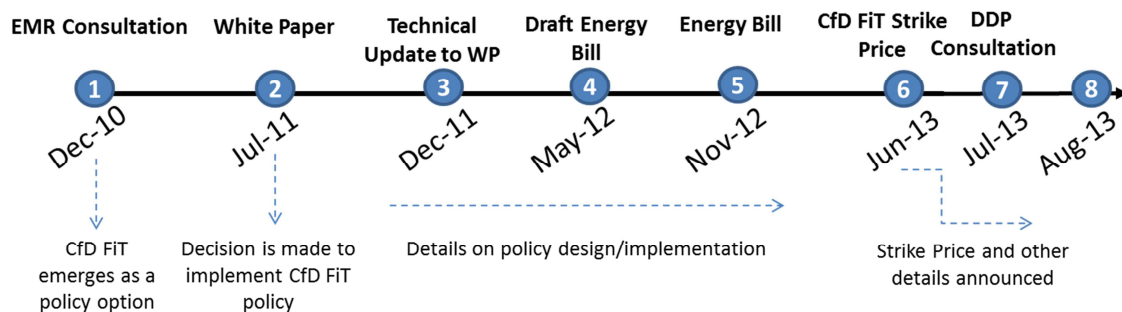 EMR Consultation
White Paper
Technical
Update to WP
Draft Energy
Bill
Energy Bill
CfD FiT Strike
Price
DDP
Consultation
1
2
3
4
5
6
7
8
Dec-10
Jul-11
Dec-11
May-12
Nov-12
Jun-13
Jul-13
Aug-13
CfD FiT
emerges as a
policy option
Decision is made to
implement CfD FiT
policy
Details on policy design/implementation
Strike Price and other
details announced